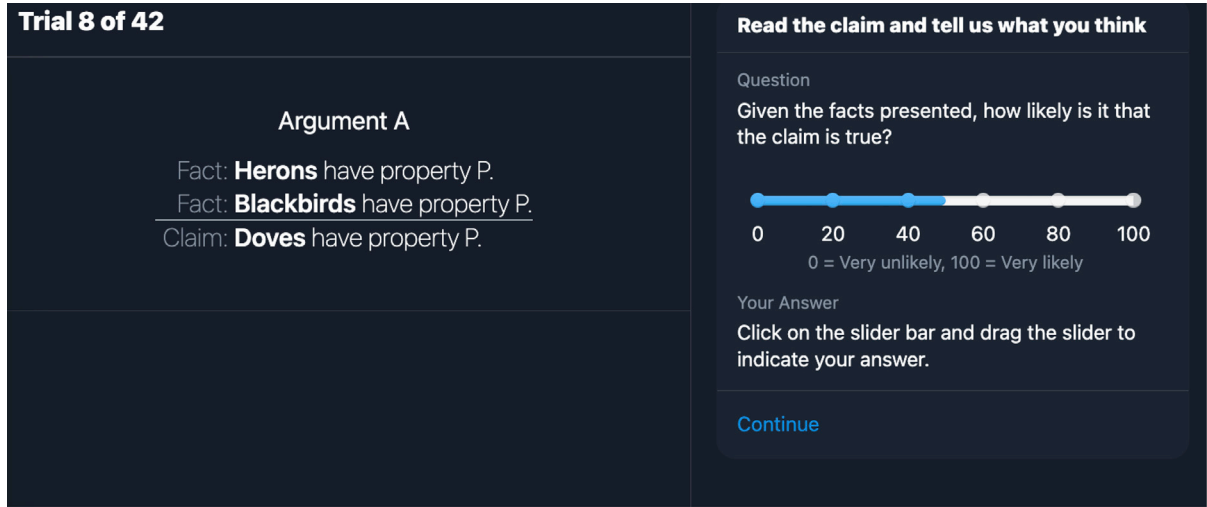 Trial 8 of 42
Argument A
Fact: Herons have property P.
Fact: Blackbirds have property P.
Claim: Doves have property P.
Read the claim and tell us what you think
Question
Given the facts presented, how likely is it that
the claim is true?
0 20 40 60 80 100
0 = Very unlikely, 100 = Very likely
Your Answer
Click on the slider bar and drag the slider to
indicate your answer.
Continue